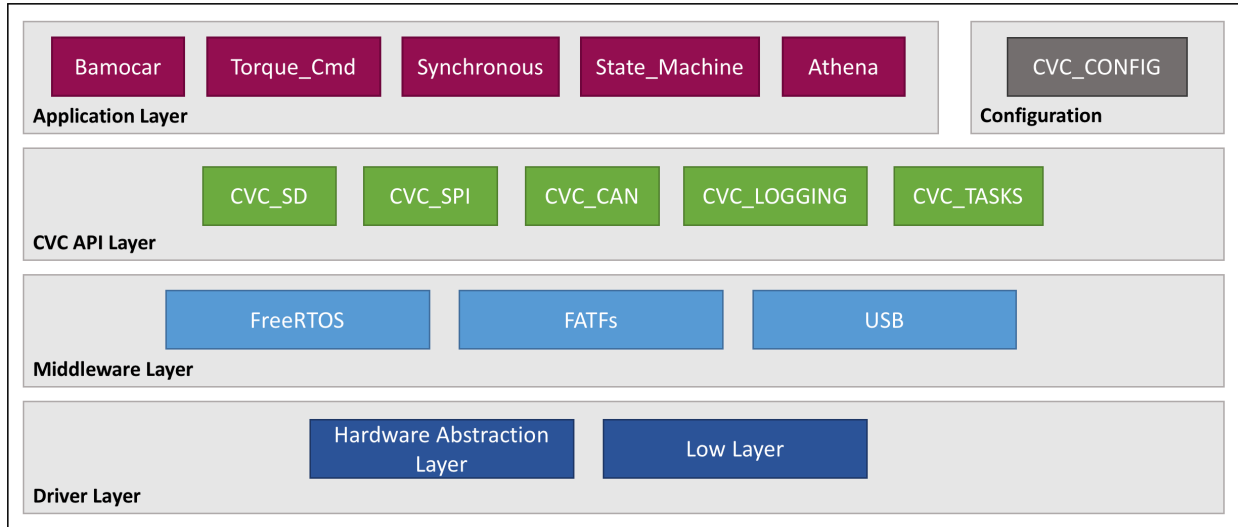 Bamocar
Torque_Cmd
Synchronous
State_Machine
Athena
Application Layer
CVC_CONFIG
Configuration
CVC_SD
CVC_SPI
CVC_CAN
CVC_LOGGING
CVC_TASKS
CVC API Layer
FreeRTOS
FATFs
USB
Middleware Layer
Hardware Abstraction
Layer
Low Layer
Driver Layer